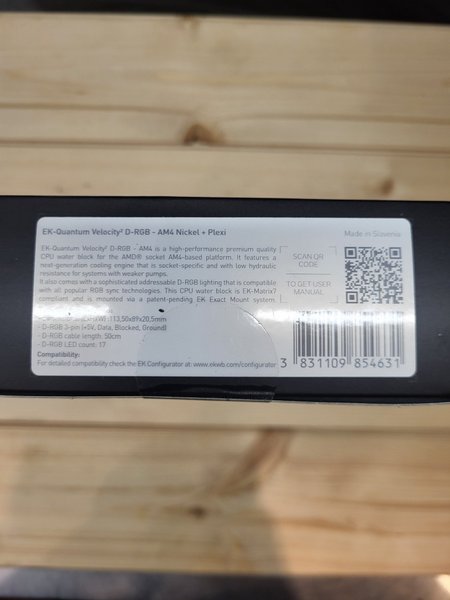 EK-Quantum Velocity² D-RGB - AM4 Nickel + Plexi
Made in Slovenia
EK-Quantum Velocity² D-RGB - AM4 is a high-performance premium quality
CPU water block for the AMD® socket AM4-based platform. It features a
next-generation cooling engine that is socket-specific and with low hydraulic
resistance for systems with weaker pumps.
It also comes with a sophisticated addressable D-RGB lighting that is compatible
with all popular RGB sync technologies. This CPU water block is EK-Matrix7
compliant and is mounted via a patent-pending EK Exact Mount system.
113,50x89x20,5mm
- D-RGB 3-pin (+5V, Data, Blocked, Ground)
- D-RGB cable length: 50cm
- D-RGB LED count: 17
Compatibility:
For detailed compatibility check the EK Configurator at: www.ekwb.com/configurator
SCAN QR
CODE
TO GET USER
MANUAL
3 831109 854631